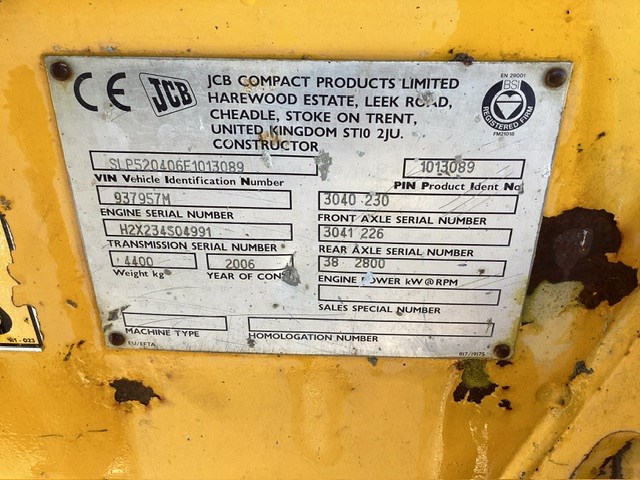 CE JCB
JCB COMPACT PRODUCTS LIMITED
HAREWOOD ESTATE, LEEK ROAD,
CHEADLE, STOKE ON TRENT,
UNITED KINGDOM ST10 2JU.
CONSTRUCTOR
EN 29001
BSI
REGISTERED FIRM
FM21018
SLP520406E1013089
VIN Vehicle Identification Number
1013089
PIN Product Ident No
937957M
ENGINE SERIAL NUMBER
3040 230
FRONT AXLE SERIAL NUMBER
H2X234S04991
TRANSMISSION SERIAL NUMBER
3041 226
REAR AXLE SERIAL NUMBER
4400
Weight kg
2006
YEAR OF CONS
38 2800
ENGINE POWER kW @ RPM
SALES SPECIAL NUMBER
MACHINE TYPE
HOMOLOGATION NUMBER
EU/EFTA
817/19175